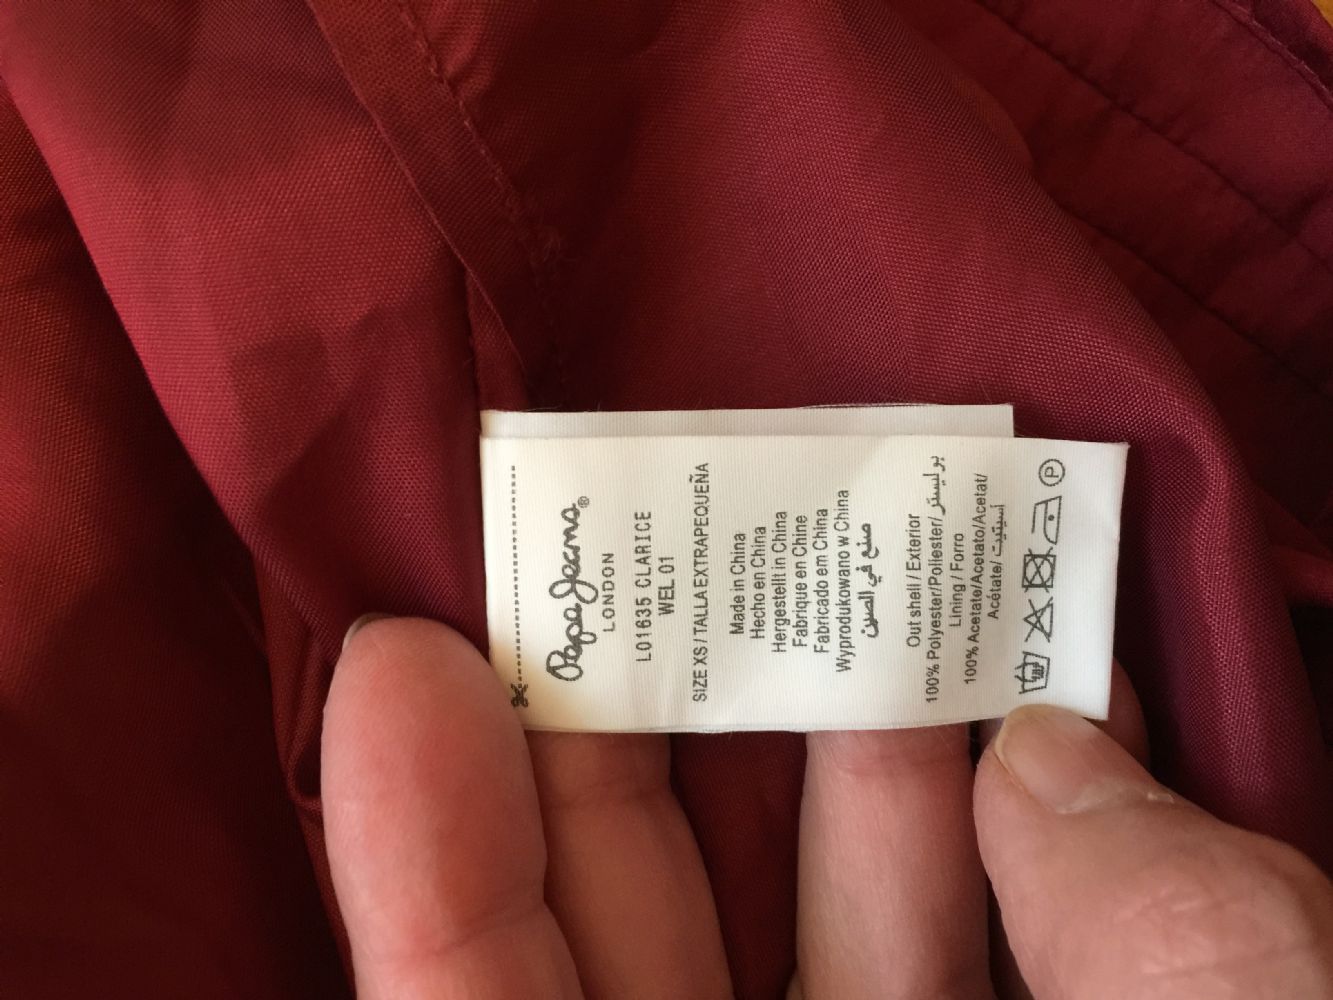 Pepe Jeans®
LONDON
L01635 CLARICE
WEL 01
SIZE XS / TALLA EXTRAPEQUEÑA
Made in China
Hecho en China
Hergestellt in China
Fabrique en Chine
Fabricado em China
Wyprodukowano w China
صنع في الصين
Out shell / Exterior
100% Polyester/Poliester/ بوليستر/
Lining / Forro
100% Acetate/Acetato/Acetat/
Acétate/ اسيتيت
P